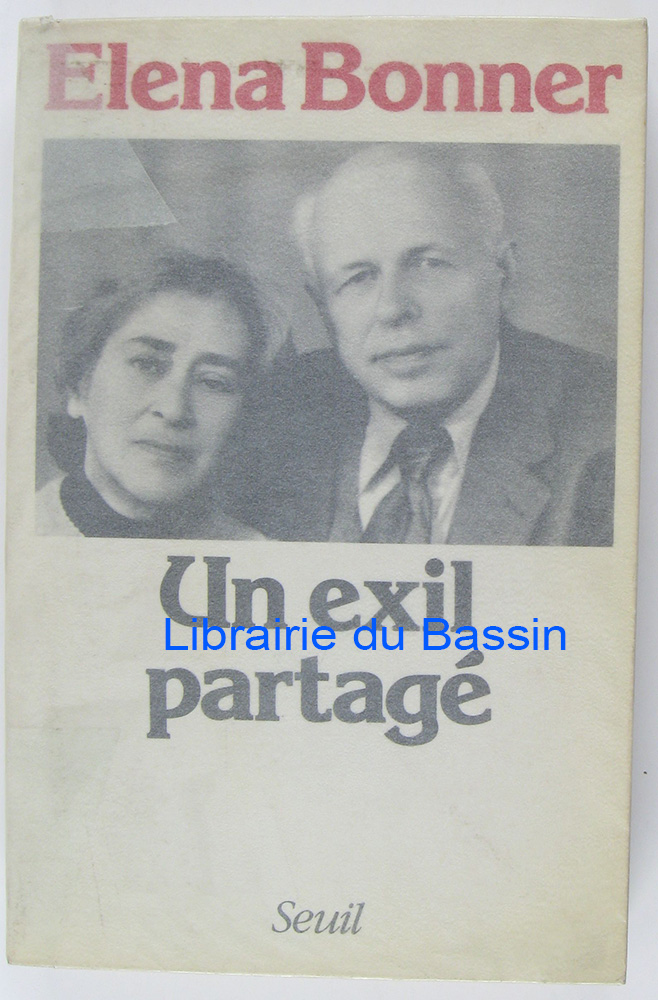 Elena Bonner
Un exil
Librairie du Bassin
partagé
Seuil